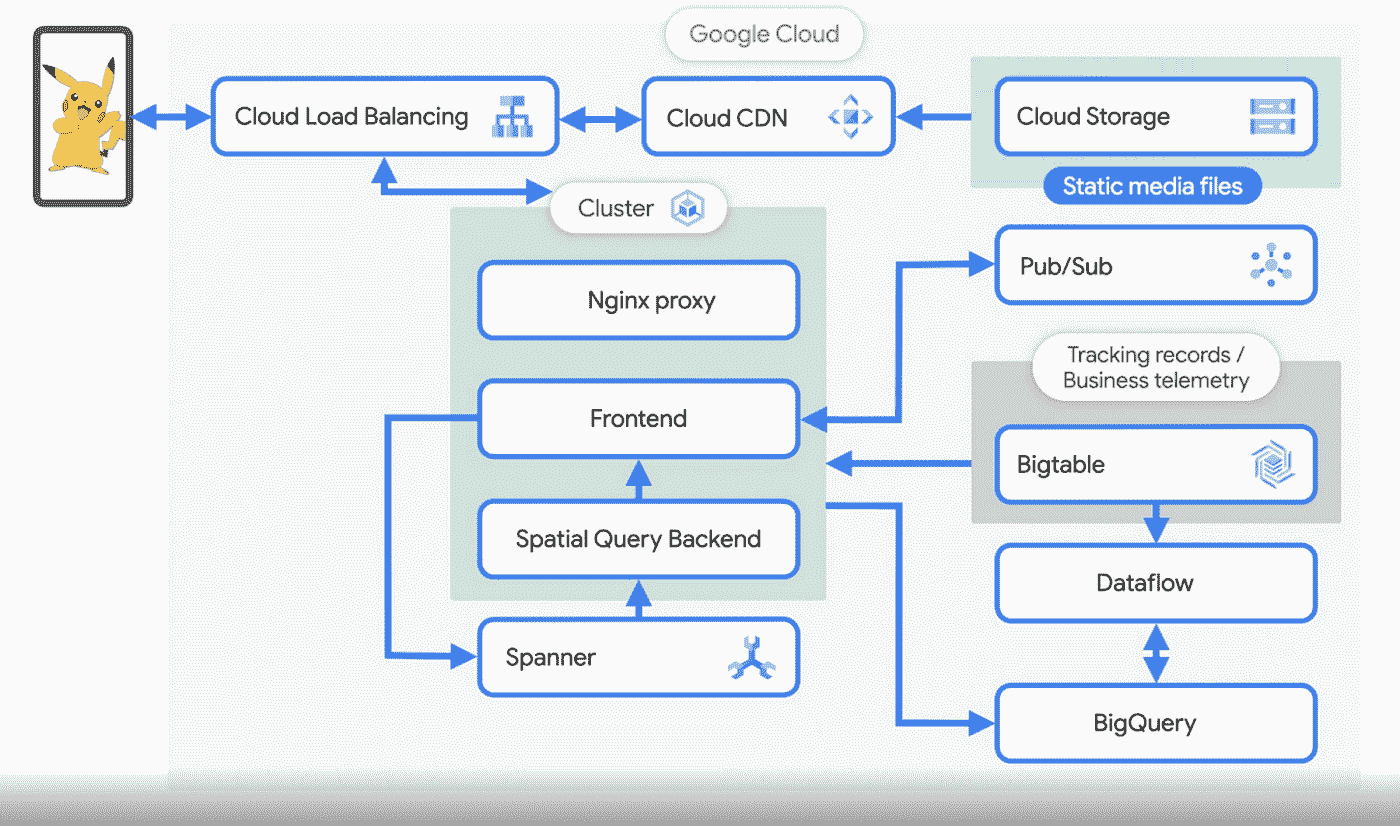 Google Cloud
Cloud Load Balancing
Cloud CDN
Cloud Storage
Static media files
Cluster
Nginx proxy
Pub/Sub
Tracking records /
Business telemetry
Frontend
Bigtable
Spatial Query Backend
Dataflow
Spanner
BigQuery